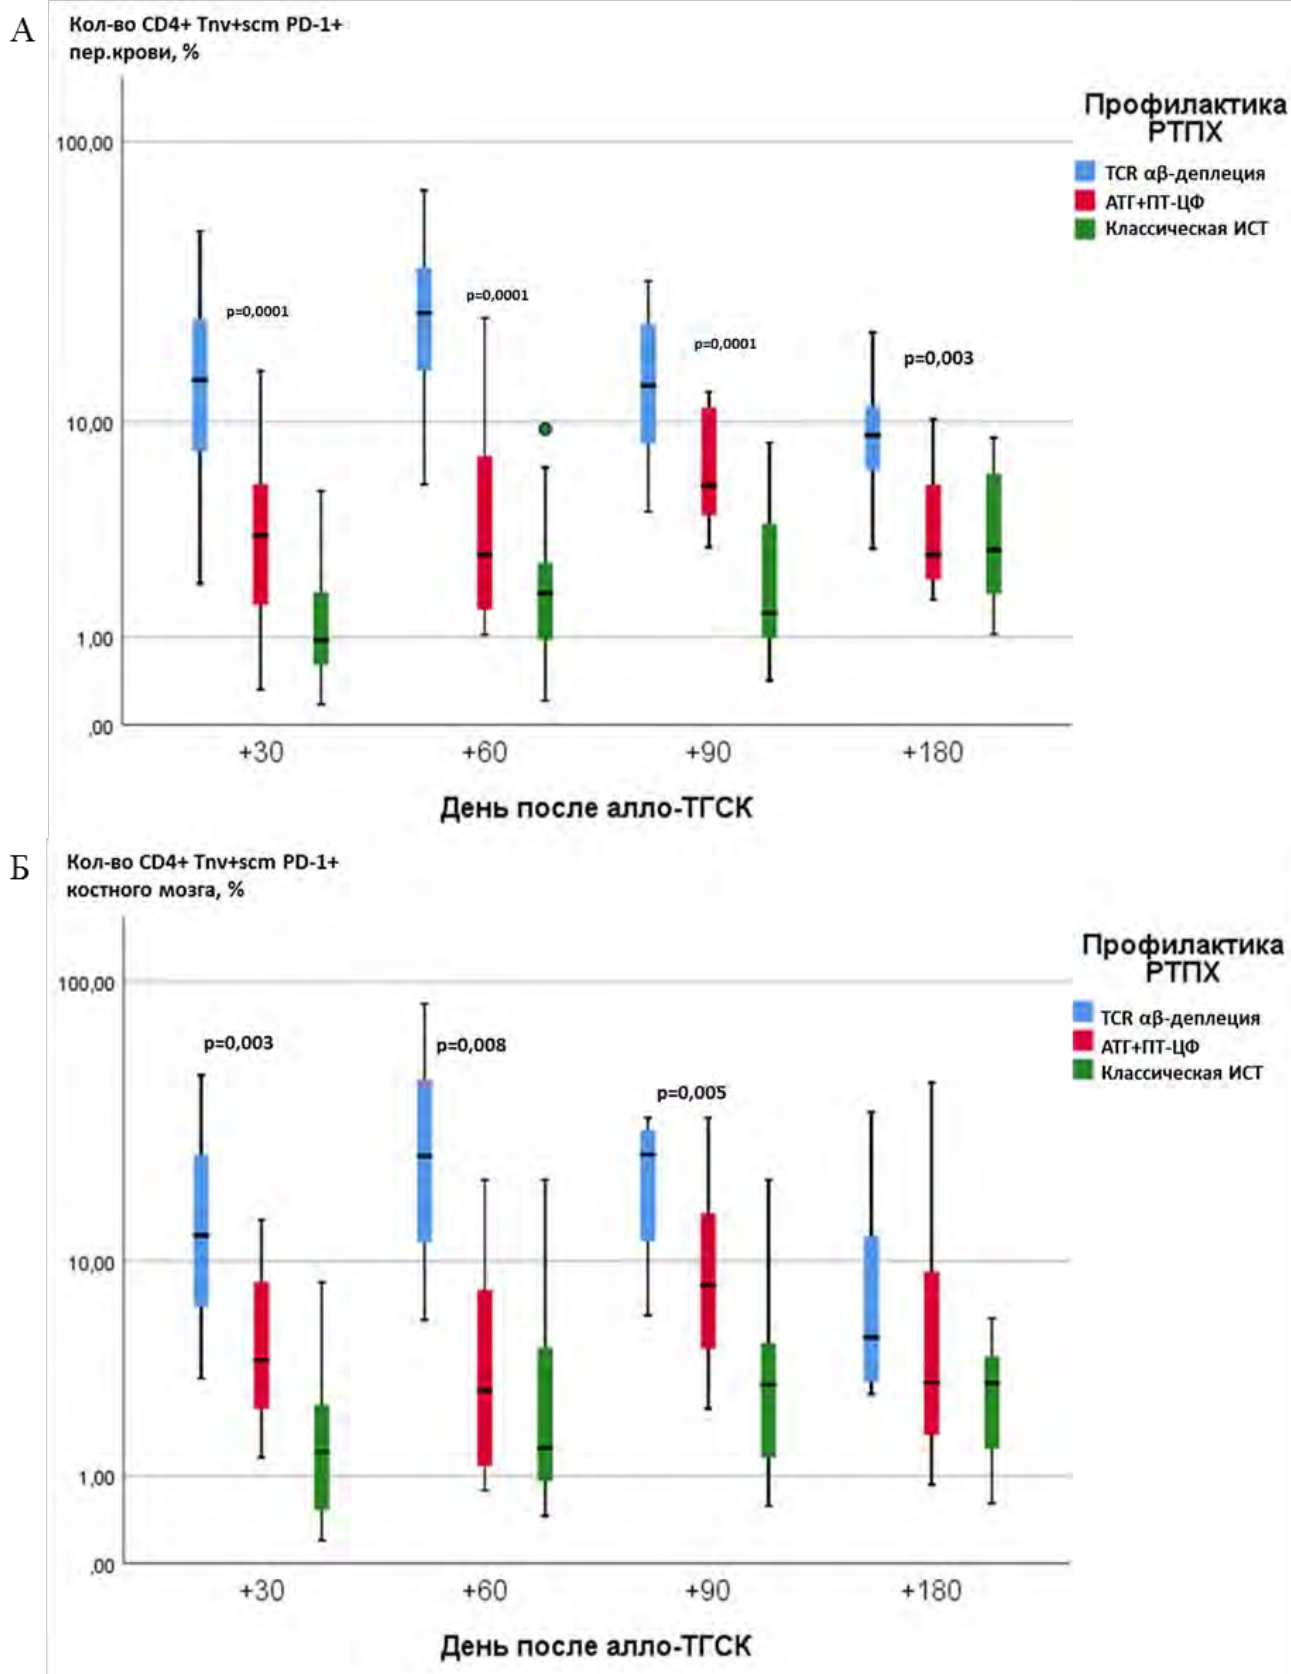 А
Кол-во CD4+ Tnv+scm PD-1+
пер.крови, %
Профилактика
РТПХ
TCR αβ-деплеция
АТГ+ПТ-ЦФ
Классическая ИСТ
100,00
10,00
1,00
,00
p=0,0001
p=0,0001
p=0,0001
p=0,003
+30
+60
+90
+180
День после алло-ТГСК
Б
Кол-во CD4+ Tnv+scm PD-1+
костного мозга, %
Профилактика
РТПХ
TCR αβ-деплеция
АТГ+ПТ-ЦФ
Классическая ИСТ
100,00
10,00
1,00
,00
p=0,003
p=0,008
p=0,005
+30
+60
+90
+180
День после алло-ТГСК